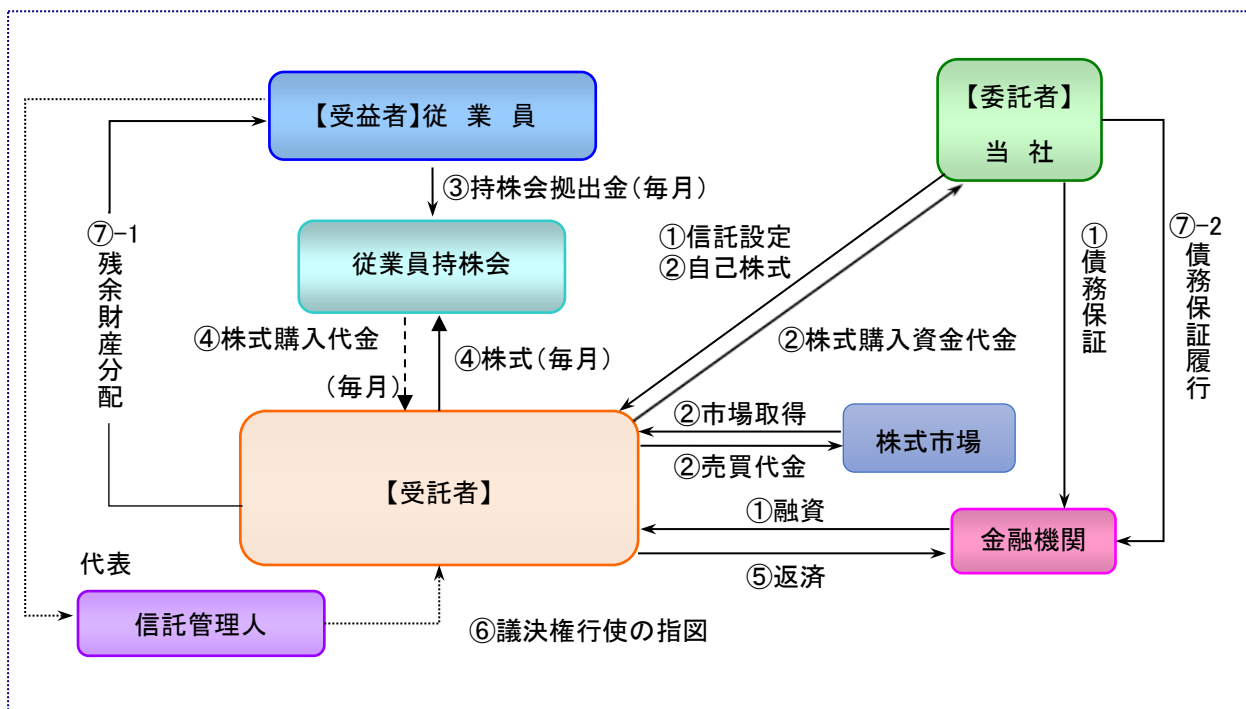 【受益者】従 業 員
【委託者】
当 社
③持株会拠出金(毎月)
⑦-1
残余財産分配
従業員持株会
①信託設定
②自己株式
①債務保証
⑦-2
債務保証履行
④株式購入代金
(毎月)
④株式(毎月)
②株式購入資金代金
②市場取得
株式市場
②売買代金
【受託者】
①融資
金融機関
⑤返済
代表
信託管理人
⑥議決権行使の指図